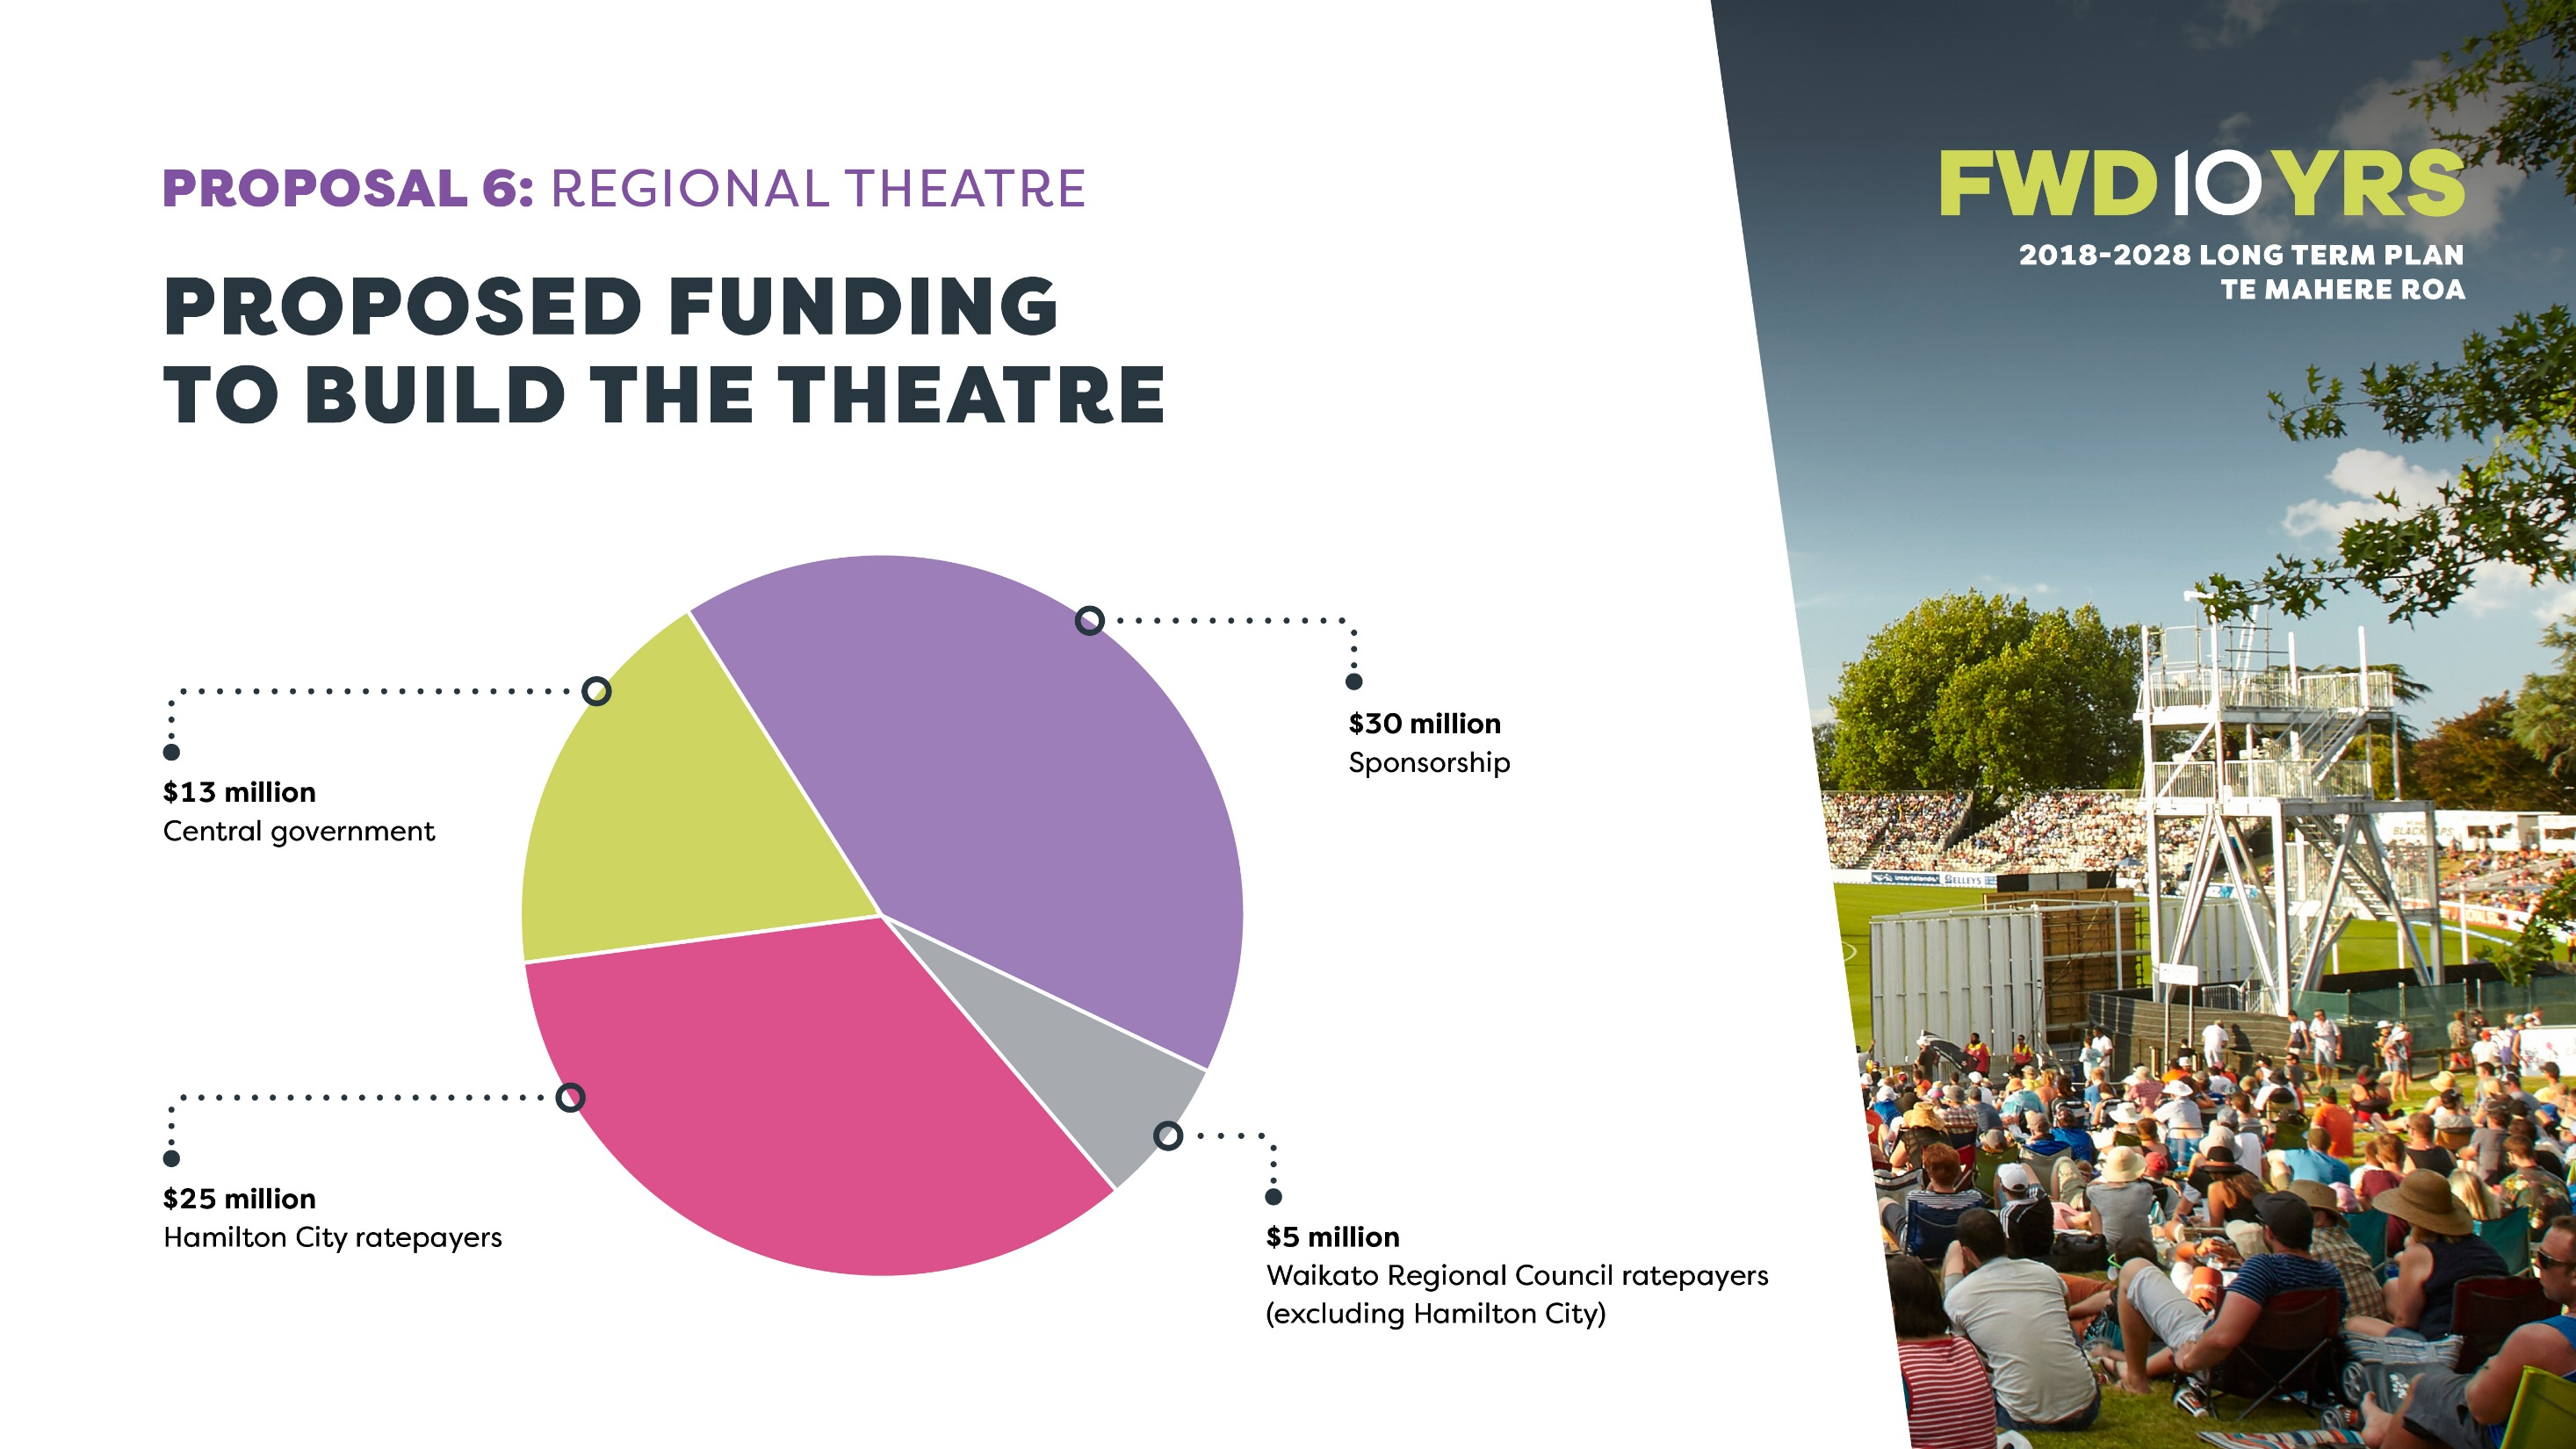 PROPOSAL 6: REGIONAL THEATRE
PROPOSED FUNDING
TO BUILD THE THEATRE
FWD 10 YRS
2018-2028 LONG TERM PLAN
TE MAHERE ROA
$30 million
Sponsorship
$13 million
Central government
$25 million
Hamilton City ratepayers
$5 million
Waikato Regional Council ratepayers
(excluding Hamilton City)